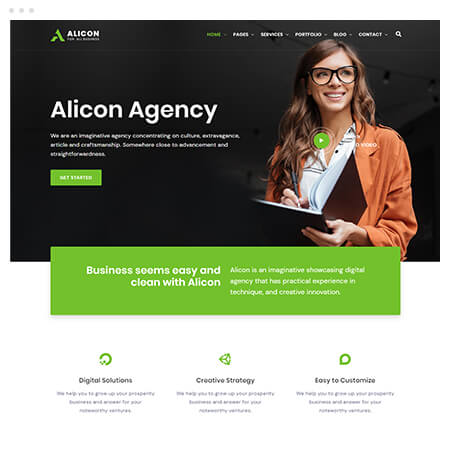 ALICON
FOR ALL BUSINESS
HOME PAGES SERVICES PORTFOLIO BLOG CONTACT
Alicon Agency
We are an imaginative agency concentrating on culture, extravagance,
article and craftsmanship. Somewhere close to advancement and
straightforwardness.
GET STARTED
VIDEO
Business seems easy and
clean with Alicon
Alicon is an imaginative showcasing digital
agency that has practical experience in
technique, and creative innovation.
Digital Solutions
We help you to grow up your prosperity
business and answer for your
noteworthy ventures.
Creative Strategy
We help you to grow up your prosperity
business and answer for your
noteworthy ventures.
Easy to Customize
We help you to grow up your prosperity
business and answer for your
noteworthy ventures.